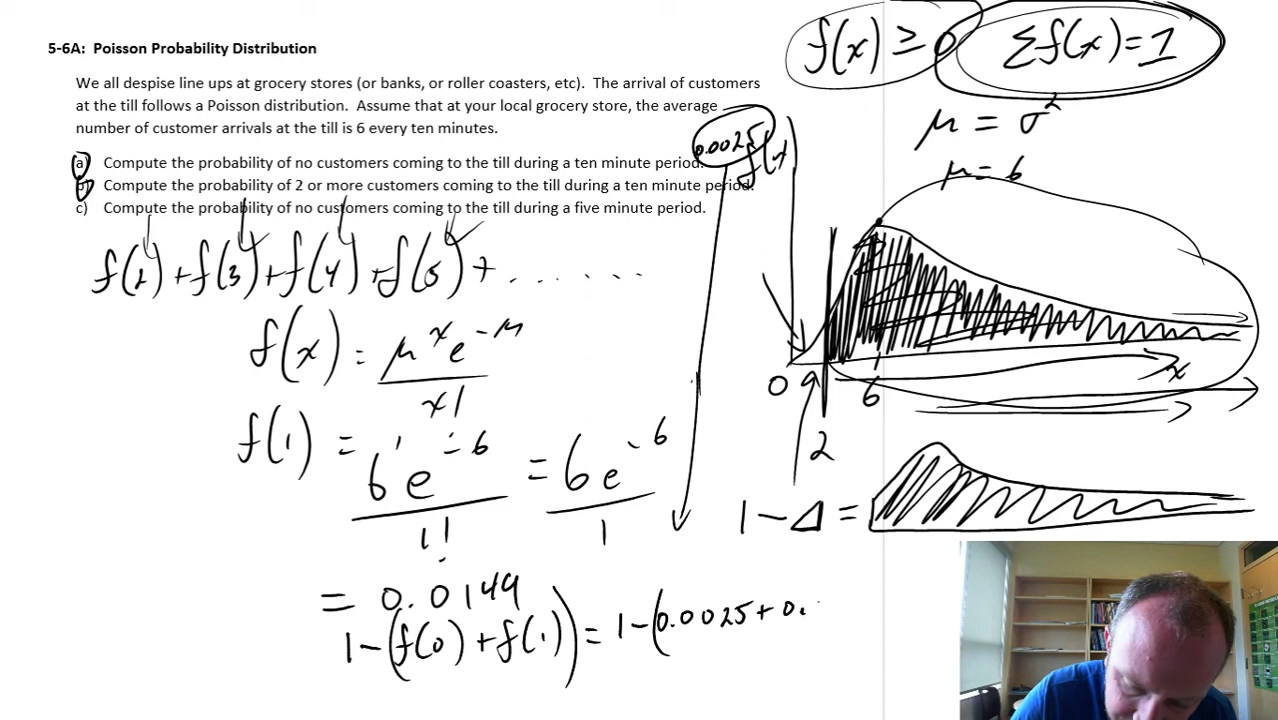 5-6A: Poisson Probability Distribution
We all despise line ups at grocery stores (or banks, or roller coasters, etc). The arrival of customers
at the till follows a Poisson distribution. Assume that at your local grocery store, the average
number of customer arrivals at the till is 6 every ten minutes.
a) Compute the probability of no customers coming to the till during a ten minute period.
b) Compute the probability of 2 or more customers coming to the till during a ten minute period.
c) Compute the probability of no customers coming to the till during a five minute period.
f(x) ≥ 0
Σf(x) = 1
μ = σ²
μ = 6
0.0025
f(x)
f(2) + f(3) + f(4) + f(5) + ......
f(x) = μ^x e^-μ / x!
f(1) = 6^1 e^-6 / 1! = 6e^-6 / 1
= 0.0149
1 - (f(0) + f(1)) = 1 - (0.0025 + 0.
0
6
x
2
1 - Δ =